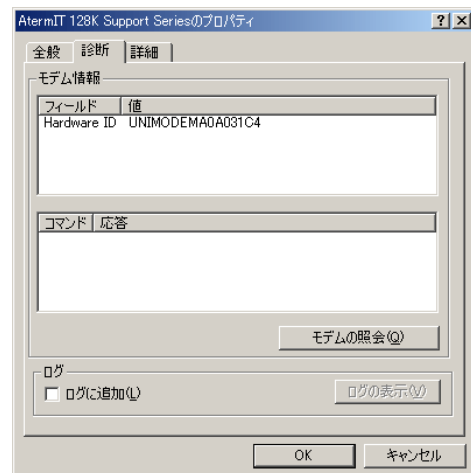 AtermIT 128K Support Seriesのプロパティ
全般 診断 詳細
モデム情報
フィールド 値
Hardware ID UNIMODEMA0A031C4
コマンド 応答
モデムの照会(Q)
ログ
ログに追加(L) ログの表示(V)
OK キャンセル